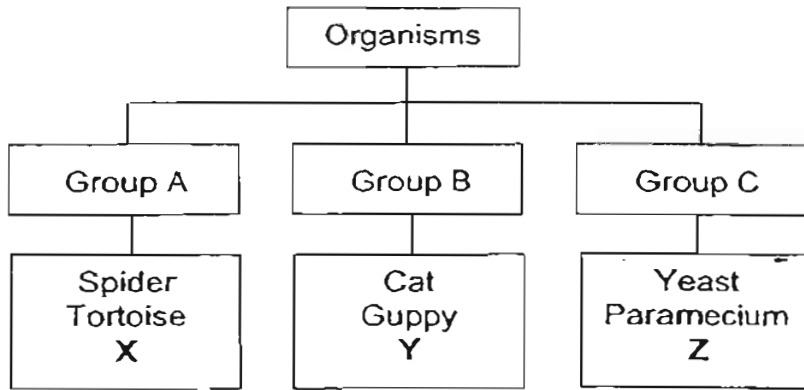 Organisms
Group A
Group B
Group C
Spider
Tortoise
X
Cat
Guppy
Y
Yeast
Paramecium
Z